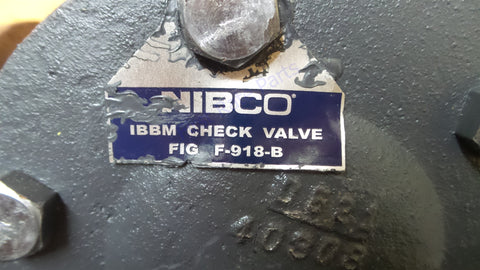 NIBCO®
IBBM CHECK VALVE
FIG F-918-B